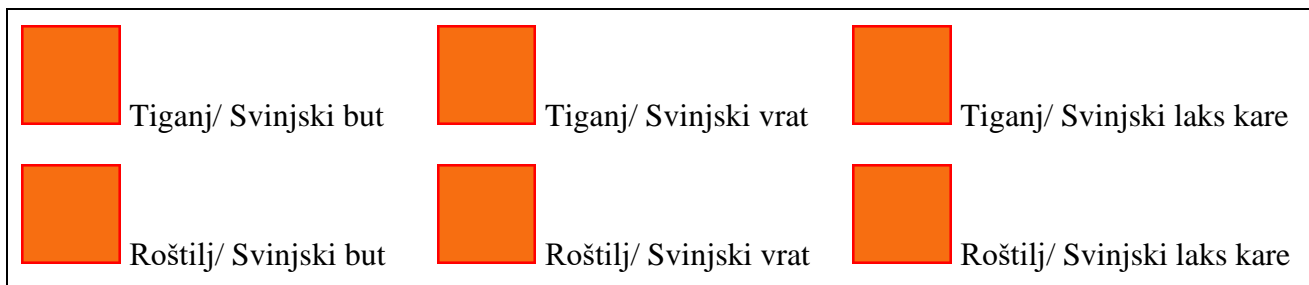 Tiganj/ Svinjski but
Tiganj/ Svinjski vrat
Tiganj/ Svinjski laks kare
Roštilj/ Svinjski but
Roštilj/ Svinjski vrat
Roštilj/ Svinjski laks kare